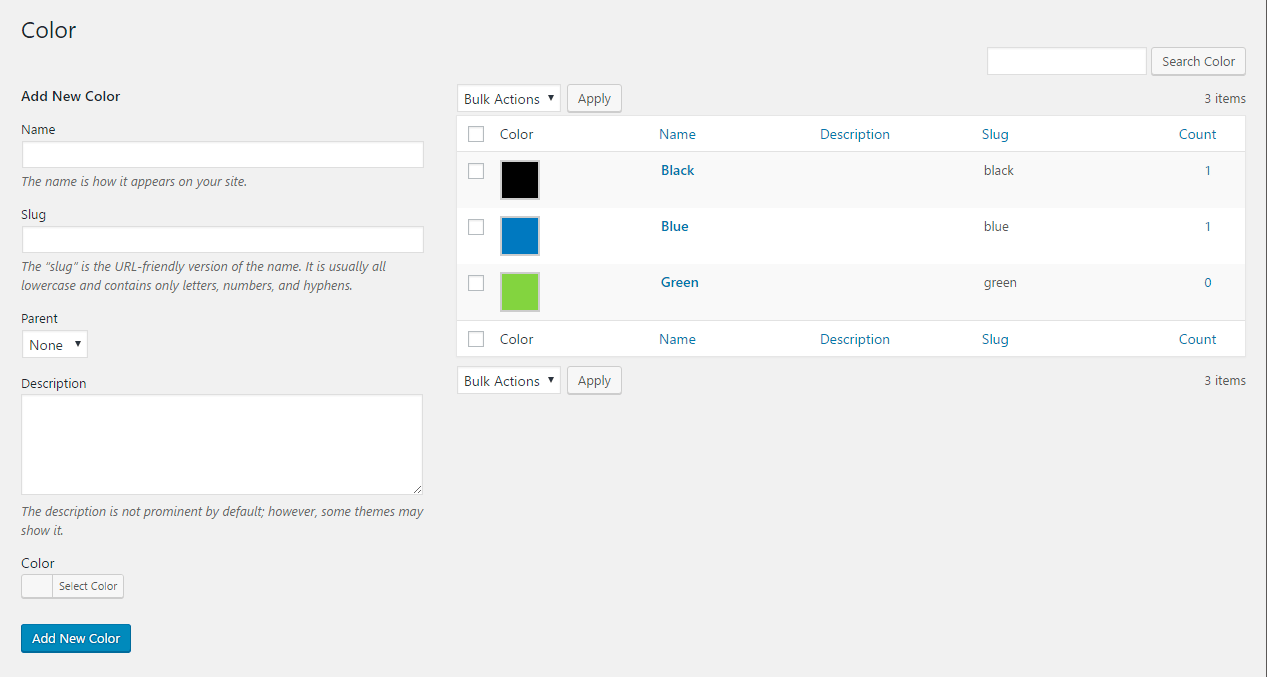 Color
Search Color
Add New Color
Name
The name is how it appears on your site.
Slug
The “slug” is the URL-friendly version of the name. It is usually all
lowercase and contains only letters, numbers, and hyphens.
Parent
None
Description
The description is not prominent by default; however, some themes may
show it.
Color
Select Color
Add New Color
Bulk Actions Apply 3 items
Color Name Description Slug Count
Black black 1
Blue blue 1
Green green 0
Color Name Description Slug Count
Bulk Actions Apply 3 items